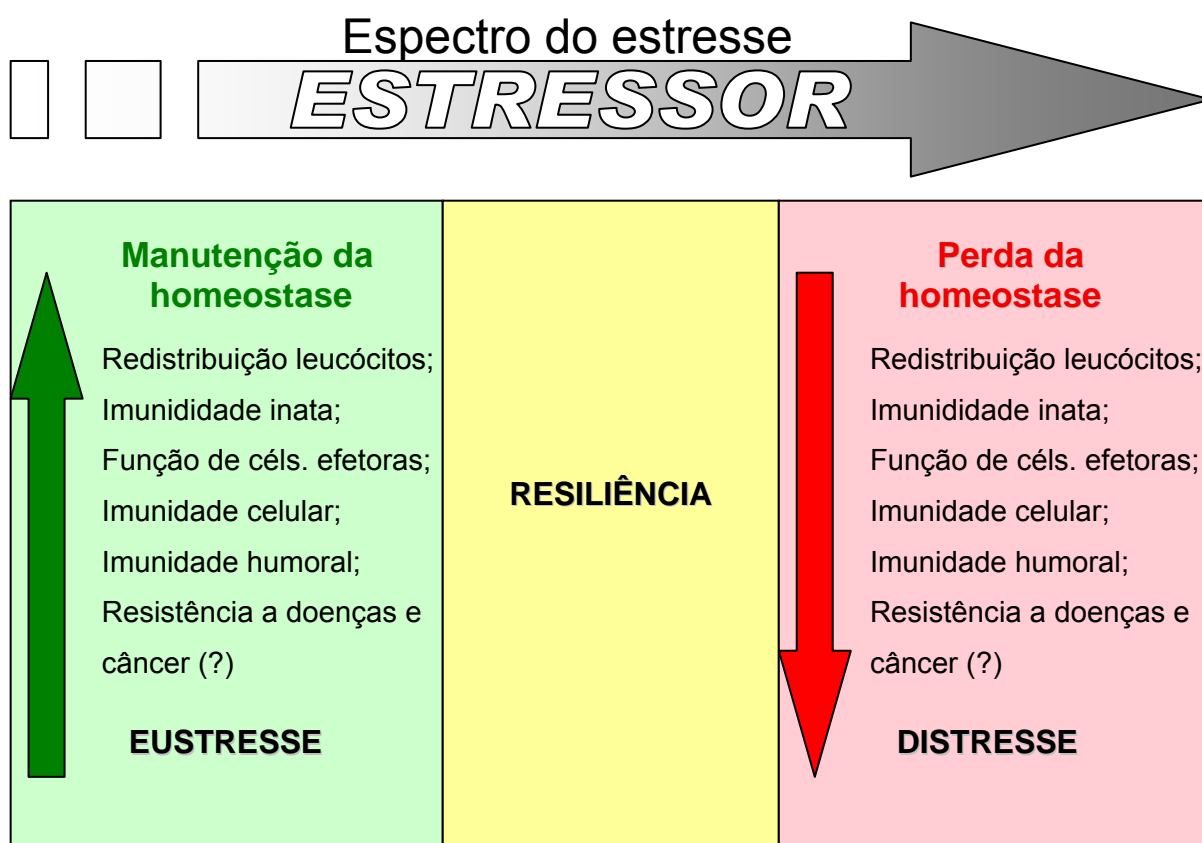 Espectro do estresse
ESTRESSOR
Manutenção da
homeostase
Redistribuição leucócitos;
Imunididade inata;
Função de céls. efetoras;
Imunidade celular;
Imunidade humoral;
Resistência a doenças e
câncer (?)
EUSTRESSE
RESILIÊNCIA
Perda da
homeostase
Redistribuição leucócitos;
Imunididade inata;
Função de céls. efetoras;
Imunidade celular;
Imunidade humoral;
Resistência a doenças e
câncer (?)
DISTRESSE